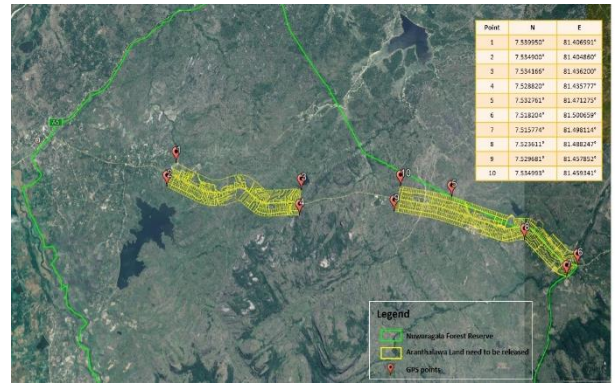 Point N E
1 7.539950° 81.406991°
2 7.534900° 81.404860°
3 7.534166° 81.436200°
4 7.528820° 81.435777°
5 7.532761° 81.471275°
6 7.518204° 81.500659°
7 7.515774° 81.498114°
8 7.523611° 81.488247°
9 7.529681° 81.457852°
10 7.534993° 81.459341°
10
Legend
Nuwaragala Forest Reserve
Aranthalawa Land need to be released
GPS points